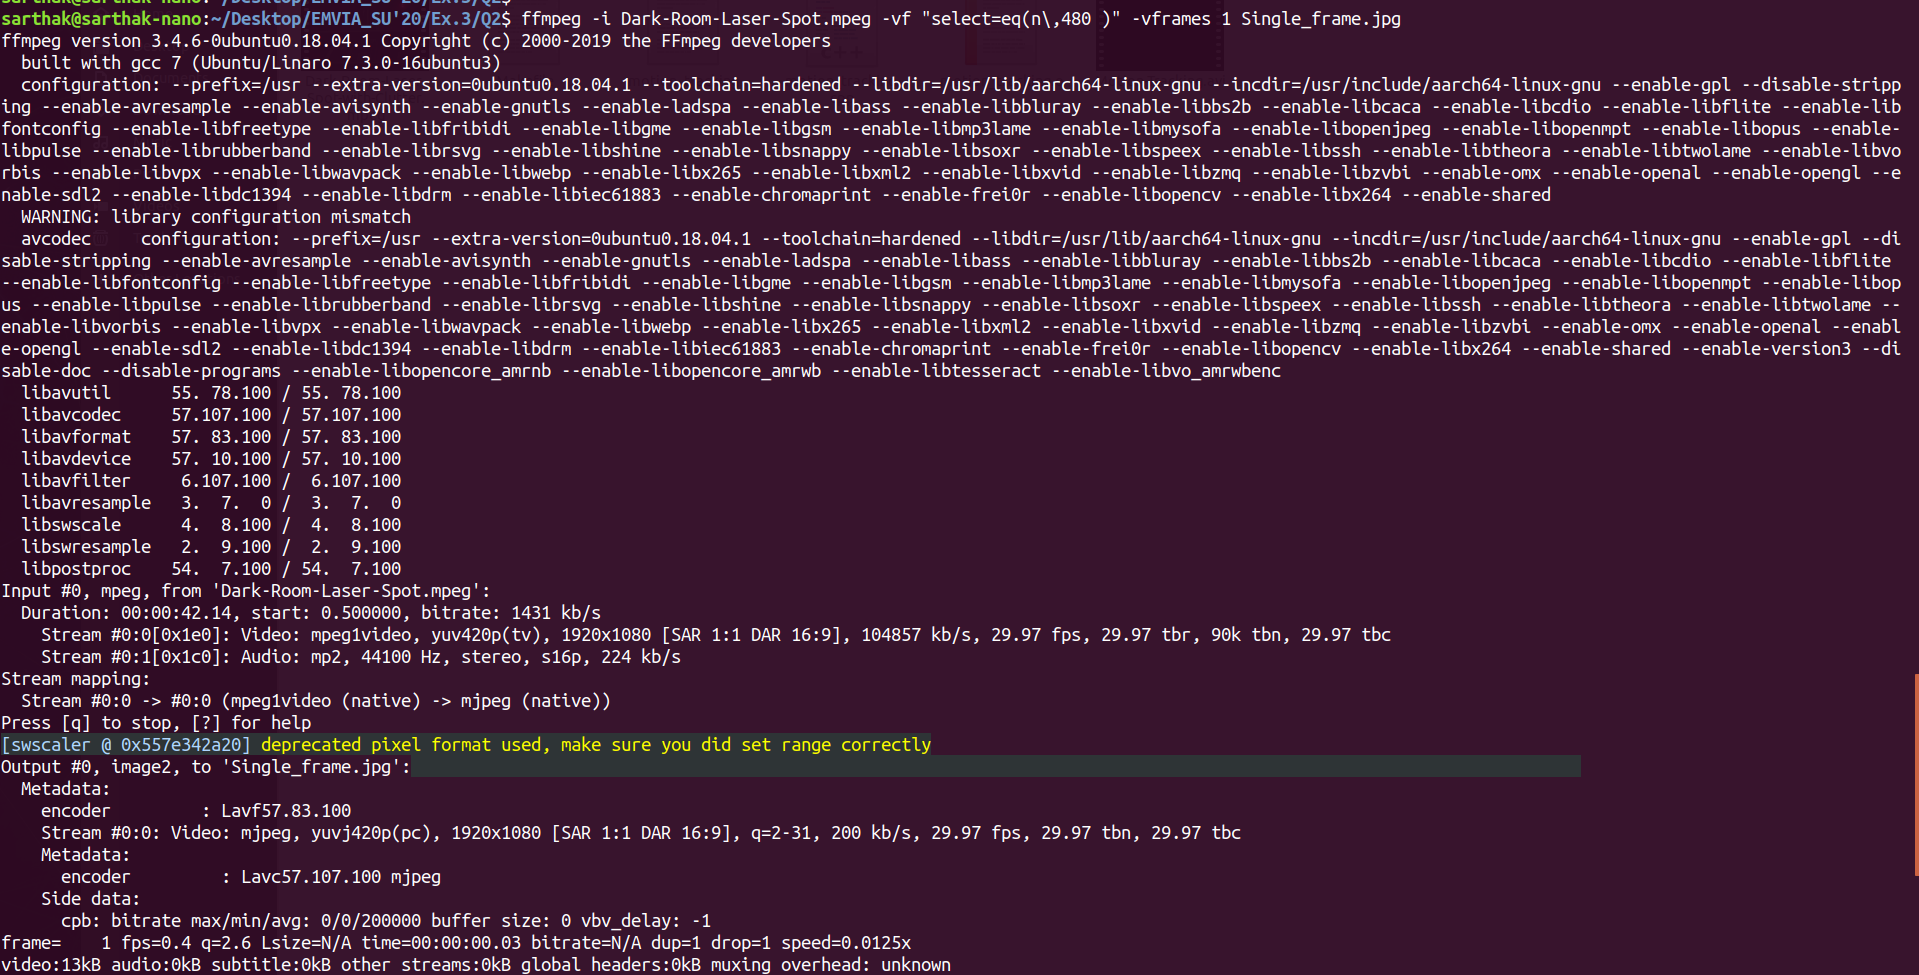 sarthak@sarthak-nano:~/Desktop/EMVIA_SU'20/Ex.3/Q2$
sarthak@sarthak-nano:~/Desktop/EMVIA_SU'20/Ex.3/Q2$ ffmpeg -i Dark-Room-Laser-Spot.mpeg -vf "select=eq(n\,480 )" -vframes 1 Single_frame.jpg
ffmpeg version 3.4.6-0ubuntu0.18.04.1 Copyright (c) 2000-2019 the FFmpeg developers
  built with gcc 7 (Ubuntu/Linaro 7.3.0-16ubuntu3)
  configuration: --prefix=/usr --extra-version=0ubuntu0.18.04.1 --toolchain=hardened --libdir=/usr/lib/aarch64-linux-gnu --incdir=/usr/include/aarch64-linux-gnu --enable-gpl --disable-stripp
ing --enable-avresample --enable-avisynth --enable-gnutls --enable-ladspa --enable-libass --enable-libbluray --enable-libbs2b --enable-libcaca --enable-libcdio --enable-libflite --enable-lib
fontconfig --enable-libfreetype --enable-libfribidi --enable-libgme --enable-libgsm --enable-libmp3lame --enable-libmysofa --enable-libopenjpeg --enable-libopenmpt --enable-libopus --enable-
libpulse --enable-librubberband --enable-librsvg --enable-libshine --enable-libsnappy --enable-libsoxr --enable-libspeex --enable-libssh --enable-libtheora --enable-libtwolame --enable-libvo
rbis --enable-libvpx --enable-libwavpack --enable-libwebp --enable-libx265 --enable-libxml2 --enable-libxvid --enable-libzmq --enable-libzvbi --enable-omx --enable-openal --enable-opengl --e
nable-sdl2 --enable-libdc1394 --enable-libdrm --enable-libiec61883 --enable-chromaprint --enable-frei0r --enable-libopencv --enable-libx264 --enable-shared
  WARNING: library configuration mismatch
  avcodec     configuration: --prefix=/usr --extra-version=0ubuntu0.18.04.1 --toolchain=hardened --libdir=/usr/lib/aarch64-linux-gnu --incdir=/usr/include/aarch64-linux-gnu --enable-gpl --di
sable-stripping --enable-avresample --enable-avisynth --enable-gnutls --enable-ladspa --enable-libass --enable-libbluray --enable-libbs2b --enable-libcaca --enable-libcdio --enable-libflite
--enable-libfontconfig --enable-libfreetype --enable-libfribidi --enable-libgme --enable-libgsm --enable-libmp3lame --enable-libmysofa --enable-libopenjpeg --enable-libopenmpt --enable-libop
us --enable-libpulse --enable-librubberband --enable-librsvg --enable-libshine --enable-libsnappy --enable-libsoxr --enable-libspeex --enable-libssh --enable-libtheora --enable-libtwolame --
enable-libvorbis --enable-libvpx --enable-libwavpack --enable-libwebp --enable-libx265 --enable-libxml2 --enable-libxvid --enable-libzmq --enable-libzvbi --enable-omx --enable-openal --enabl
e-opengl --enable-sdl2 --enable-libdc1394 --enable-libdrm --enable-libiec61883 --enable-chromaprint --enable-frei0r --enable-libopencv --enable-libx264 --enable-shared --enable-version3 --di
sable-doc --disable-programs --enable-libopencore_amrnb --enable-libopencore_amrwb --enable-libtesseract --enable-libvo_amrwbenc
  libavutil      55. 78.100 / 55. 78.100
  libavcodec     57.107.100 / 57.107.100
  libavformat    57. 83.100 / 57. 83.100
  libavdevice    57. 10.100 / 57. 10.100
  libavfilter     6.107.100 /  6.107.100
  libavresample   3.  7.  0 /  3.  7.  0
  libswscale      4.  8.100 /  4.  8.100
  libswresample   2.  9.100 /  2.  9.100
  libpostproc    54.  7.100 / 54.  7.100
Input #0, mpeg, from 'Dark-Room-Laser-Spot.mpeg':
  Duration: 00:00:42.14, start: 0.500000, bitrate: 1431 kb/s
    Stream #0:0[0x1e0]: Video: mpeg1video, yuv420p(tv), 1920x1080 [SAR 1:1 DAR 16:9], 104857 kb/s, 29.97 fps, 29.97 tbr, 90k tbn, 29.97 tbc
    Stream #0:1[0x1c0]: Audio: mp2, 44100 Hz, stereo, s16p, 224 kb/s
Stream mapping:
  Stream #0:0 -> #0:0 (mpeg1video (native) -> mjpeg (native))
Press [q] to stop, [?] for help
[swscaler @ 0x557e342a20] deprecated pixel format used, make sure you did set range correctly
Output #0, image2, to 'Single_frame.jpg':
  Metadata:
    encoder         : Lavf57.83.100
    Stream #0:0: Video: mjpeg, yuvj420p(pc), 1920x1080 [SAR 1:1 DAR 16:9], q=2-31, 200 kb/s, 29.97 fps, 29.97 tbn, 29.97 tbc
    Metadata:
      encoder         : Lavc57.107.100 mjpeg
    Side data:
      cpb: bitrate max/min/avg: 0/0/200000 buffer size: 0 vbv_delay: -1
frame=    1 fps=0.4 q=2.6 Lsize=N/A time=00:00:00.03 bitrate=N/A dup=1 drop=1 speed=0.0125x
video:13kB audio:0kB subtitle:0kB other streams:0kB global headers:0kB muxing overhead: unknown